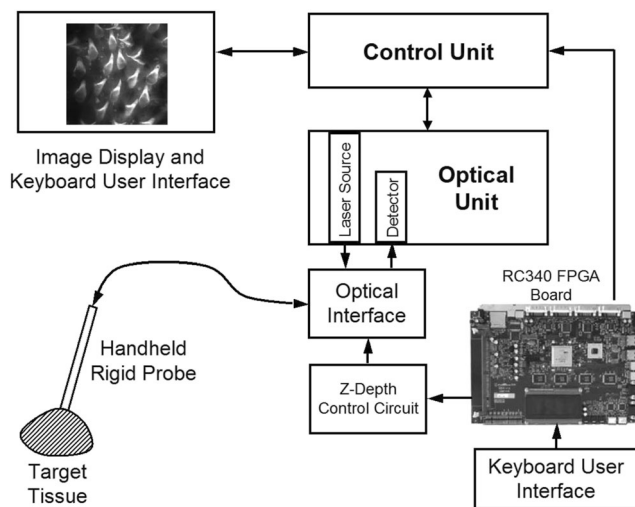 Control Unit
Image Display and
Keyboard User Interface
Laser Source
Detector
Optical
Unit
RC340 FPGA
Board
Optical
Interface
Handheld
Rigid Probe
Z-Depth
Control Circuit
Target
Tissue
Keyboard User
Interface